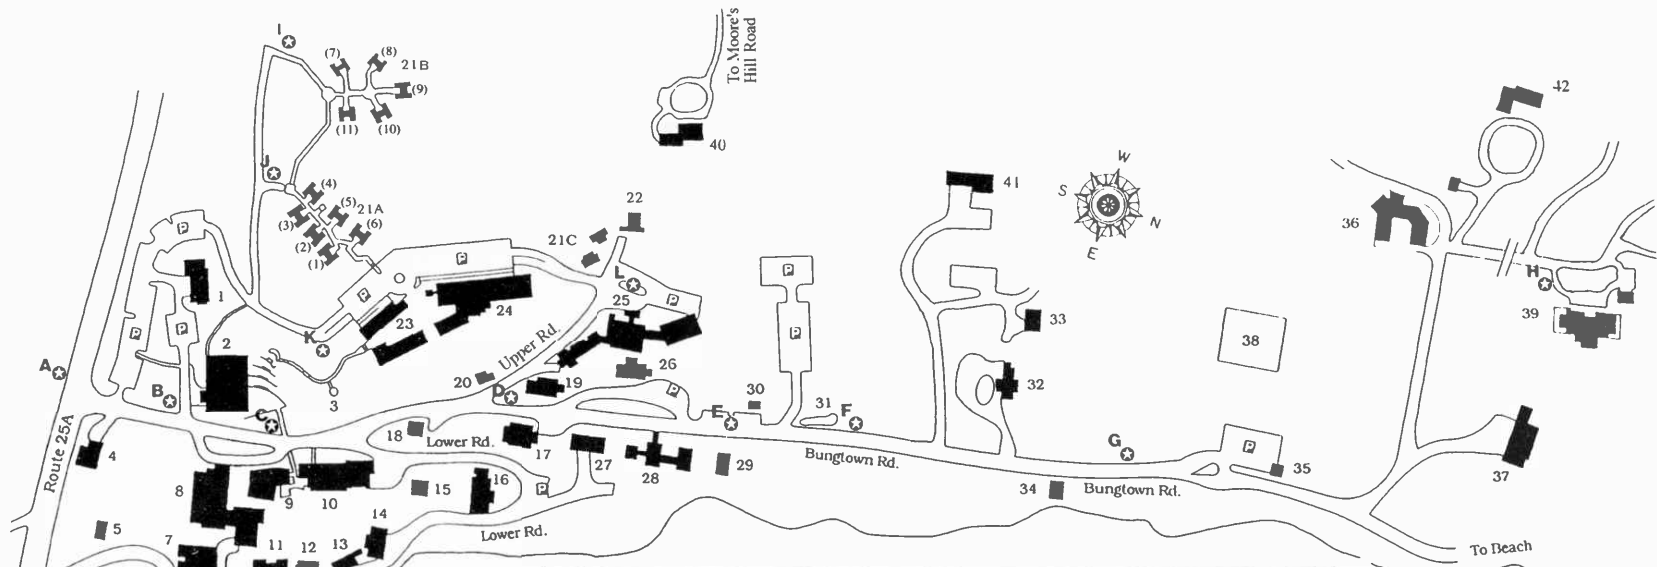 I
To Moore's
Hill Road
(7)
(8)
21B
(9)
(11)
(10)
40
42
J
(4)
(5)
21A
(3)
(6)
(2)
(1)
22
21C
41
W
S
N
E
36
P
P
P
P
P
L
P
H
1
K
23
24
25
P
P
33
39
2
Upper Rd.
38
A
B
3
20
D
19
26
P
30
31
32
C
E
F
G
Route 25A
4
18
Lower Rd.
17
27
28
29
Bungtown Rd.
P
35
37
8
9
10
15
16
P
34
Bungtown Rd.
5
7
11
12
13
14
Lower Rd.
To Beach